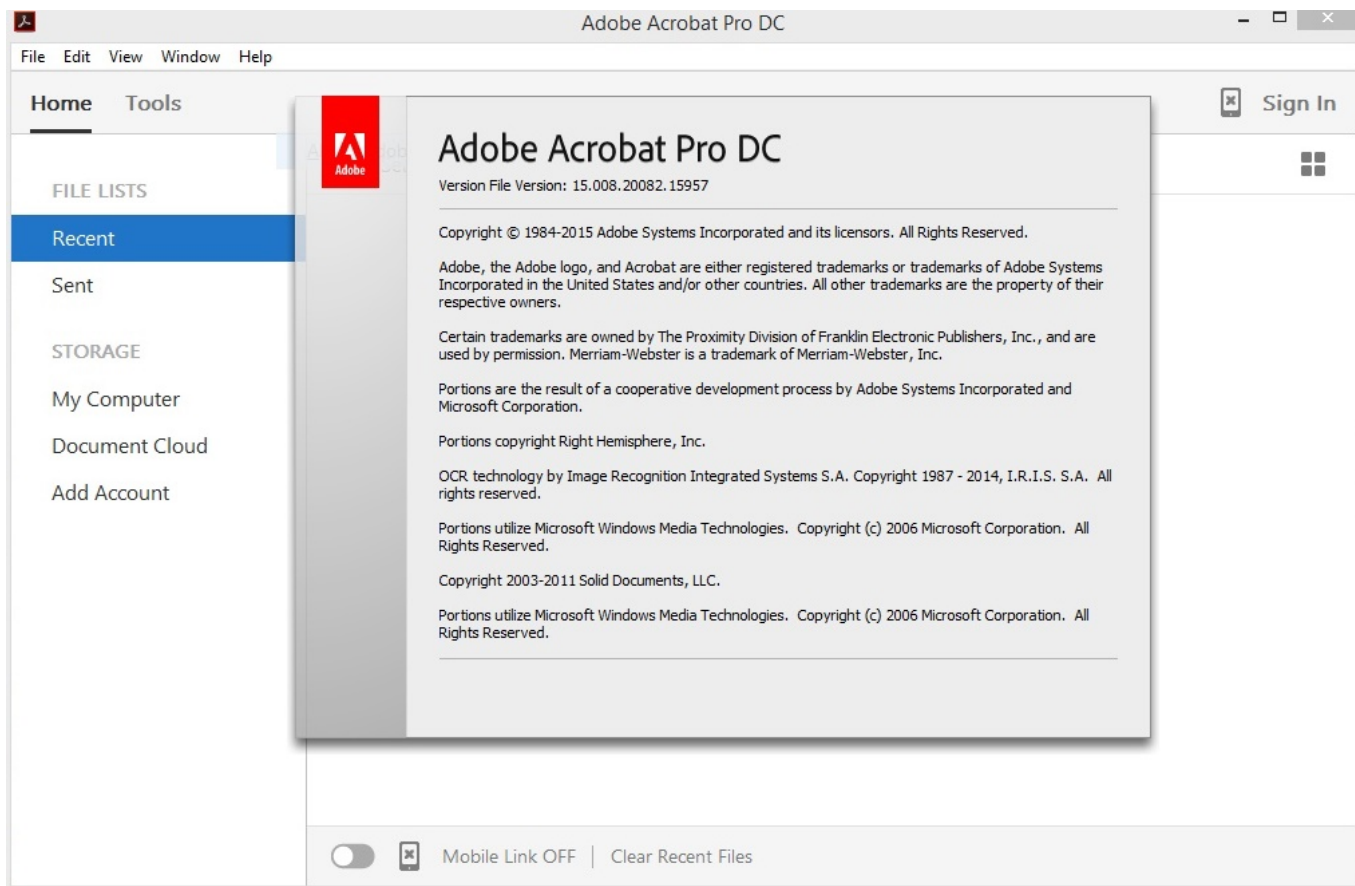 Adobe Acrobat Pro DC
File Edit View Window Help
Home Tools
Sign In
FILE LISTS
Recent
Sent
STORAGE
My Computer
Document Cloud
Add Account
Adobe
Adobe Acrobat Pro DC
Version File Version: 15.008.20082.15957
Copyright © 1984-2015 Adobe Systems Incorporated and its licensors. All Rights Reserved.
Adobe, the Adobe logo, and Acrobat are either registered trademarks or trademarks of Adobe Systems
Incorporated in the United States and/or other countries. All other trademarks are the property of their
respective owners.
Certain trademarks are owned by The Proximity Division of Franklin Electronic Publishers, Inc., and are
used by permission. Merriam-Webster is a trademark of Merriam-Webster, Inc.
Portions are the result of a cooperative development process by Adobe Systems Incorporated and
Microsoft Corporation.
Portions copyright Right Hemisphere, Inc.
OCR technology by Image Recognition Integrated Systems S.A. Copyright 1987 - 2014, I.R.I.S. S.A. All
rights reserved.
Portions utilize Microsoft Windows Media Technologies. Copyright (c) 2006 Microsoft Corporation. All
Rights Reserved.
Copyright 2003-2011 Solid Documents, LLC.
Portions utilize Microsoft Windows Media Technologies. Copyright (c) 2006 Microsoft Corporation. All
Rights Reserved.
Mobile Link OFF | Clear Recent Files